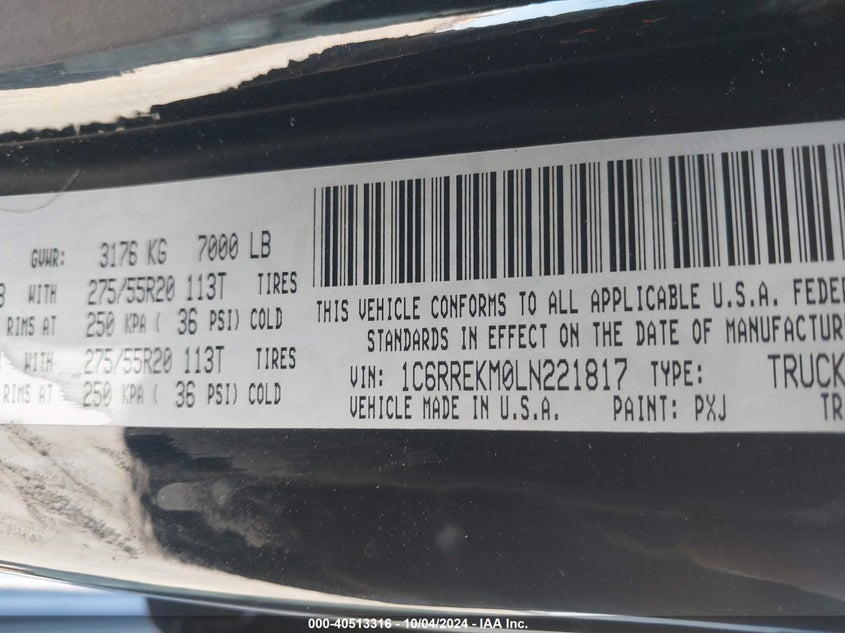 GVWR: 3176 KG 7000 LB
WITH 275/55R20 113T TIRES
RIMS AT 250 KPA ( 36 PSI) COLD
WITH 275/55R20 113T TIRES
RIMS AT 250 KPA ( 36 PSI) COLD
THIS VEHICLE CONFORMS TO ALL APPLICABLE U.S.A. FEDER
STANDARDS IN EFFECT ON THE DATE OF MANUFACTUR
VIN: 1C6RREKM0LN221817 TYPE: TRUCK
VEHICLE MADE IN U.S.A. PAINT: PXJ TR
000-40513316 - 10/04/2024 - IAA Inc.